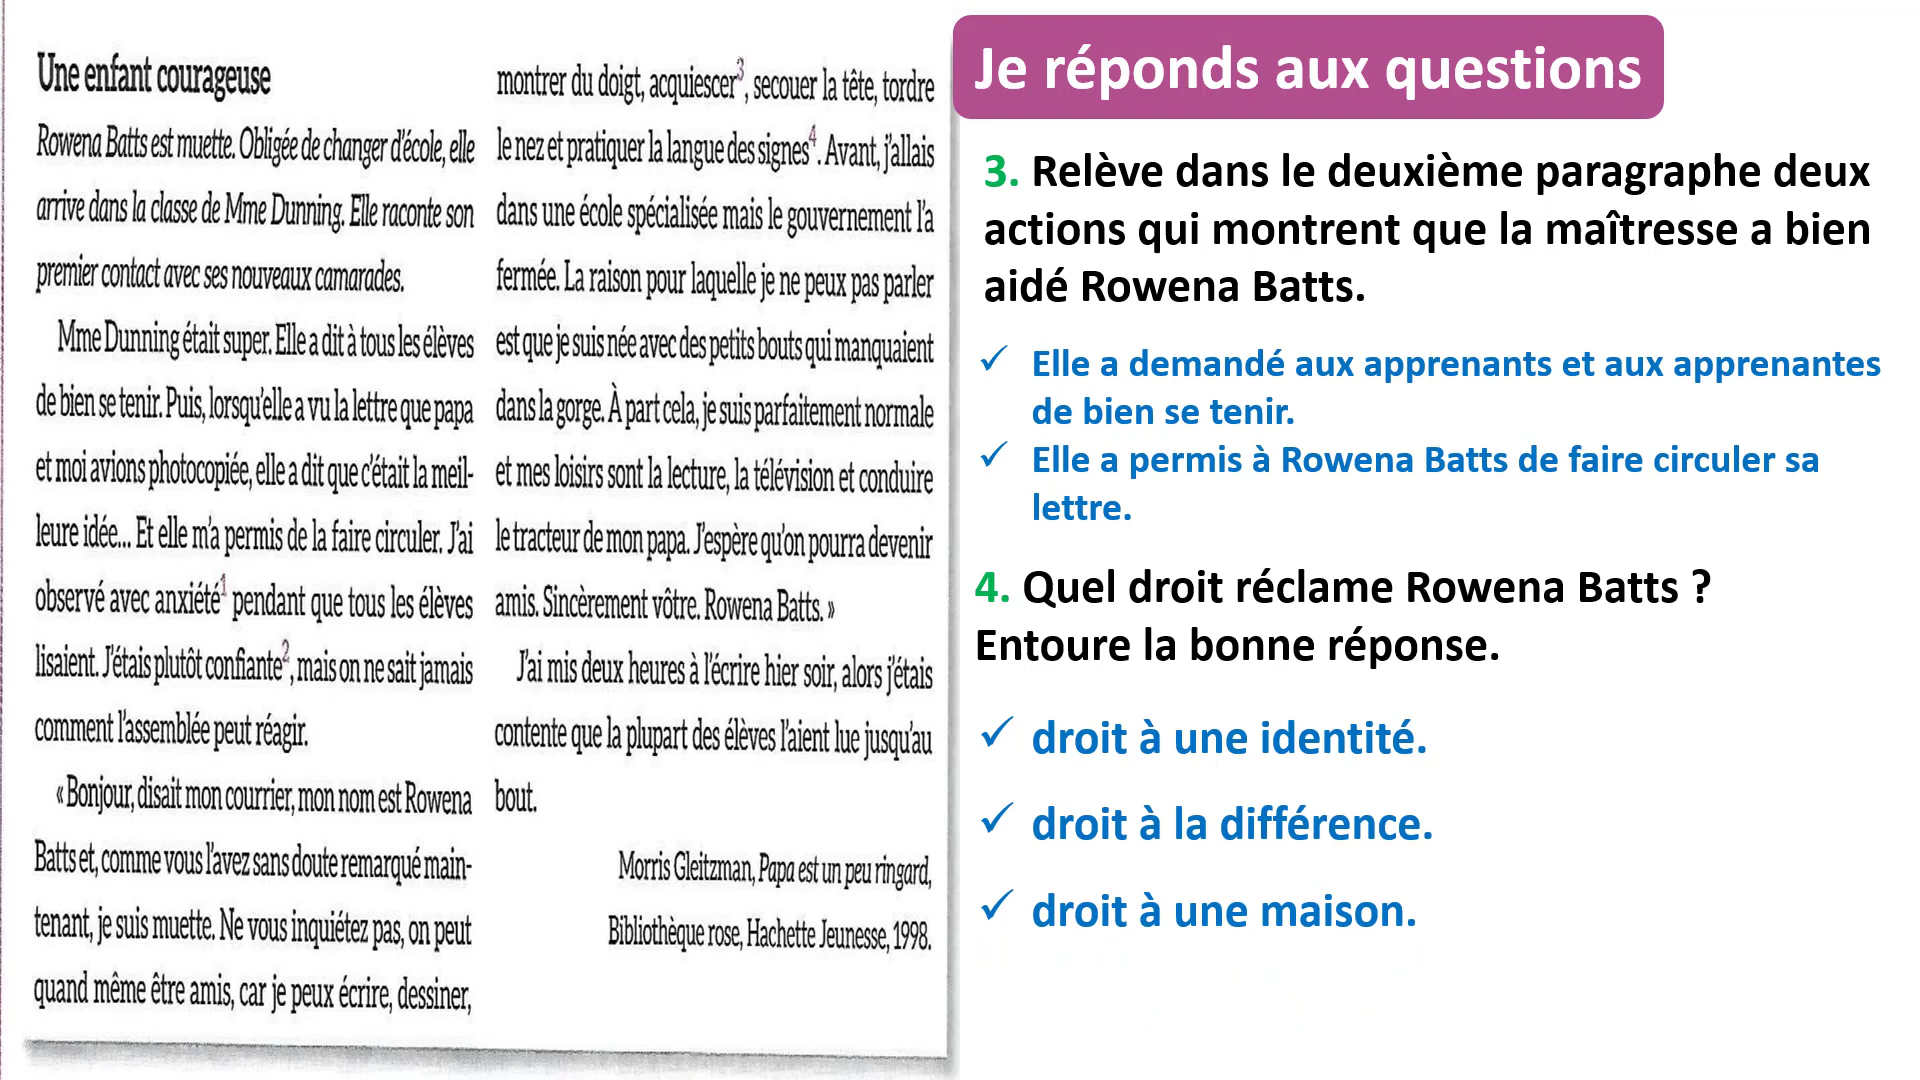 Une enfant courageuse
Rowena Batts est muette. Obligée de changer d'école, elle
arrive dans la classe de Mme Dunning. Elle raconte son
premier contact avec ses nouveaux camarades.
Mme Dunning était super. Elle a dit à tous les élèves
de bien se tenir. Puis, lorsqu'elle a vu la lettre que papa
et moi avions photocopiée, elle a dit que c'était la meil-
leure idée... Et elle m'a permis de la faire circuler. J'ai
observé avec anxiété1 pendant que tous les élèves
lisaient. J'étais plutôt confiante2, mais on ne sait jamais
comment l'assemblée peut réagir.
« Bonjour, disait mon courrier, mon nom est Rowena
Batts et, comme vous l'avez sans doute remarqué main-
tenant, je suis muette. Ne vous inquiétez pas, on peut
quand même être amis, car je peux écrire, dessiner,
montrer du doigt, acquiescer3, secouer la tête, tordre
le nez et pratiquer la langue des signes4. Avant, j'allais
dans une école spécialisée mais le gouvernement l'a
fermée. La raison pour laquelle je ne peux pas parler
est que je suis née avec des petits bouts qui manquaient
dans la gorge. À part cela, je suis parfaitement normale
et mes loisirs sont la lecture, la télévision et conduire
le tracteur de mon papa. J'espère qu'on pourra devenir
amis. Sincèrement vôtre. Rowena Batts. »
J'ai mis deux heures à l'écrire hier soir, alors j'étais
contente que la plupart des élèves l'aient lue jusqu'au
bout.
Morris Gleitzman, Papa est un peu ringard,
Bibliothèque rose, Hachette Jeunesse, 1998.
Je réponds aux questions
3. Relève dans le deuxième paragraphe deux
actions qui montrent que la maîtresse a bien
aidé Rowena Batts.
✓ Elle a demandé aux apprenants et aux apprenantes
de bien se tenir.
✓ Elle a permis à Rowena Batts de faire circuler sa
lettre.
4. Quel droit réclame Rowena Batts ?
Entoure la bonne réponse.
✓ droit à une identité.
✓ droit à la différence.
✓ droit à une maison.